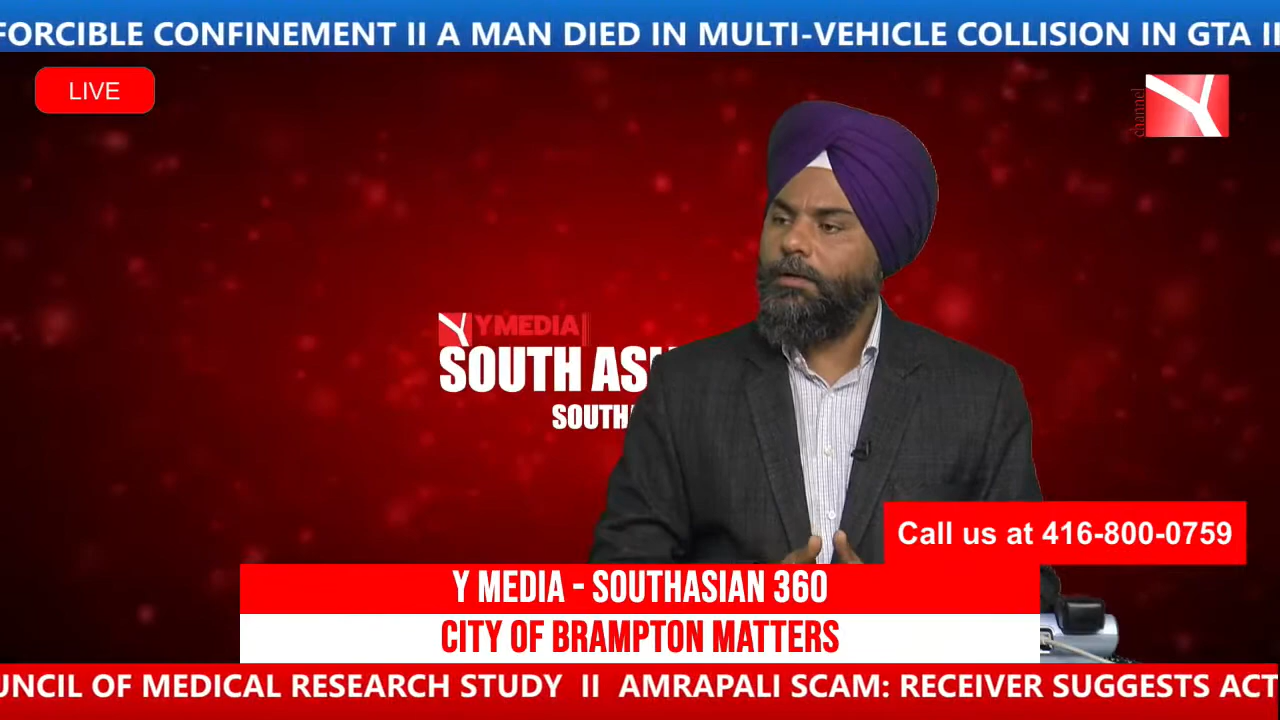 FORCIBLE CONFINEMENT II A MAN DIED IN MULTI-VEHICLE COLLISION IN GTA
LIVE
channel
Y
Y YMEDIA
SOUTH AS
SOUTH
Call us at 416-800-0759
Y MEDIA - SOUTHASIAN 360
CITY OF BRAMPTON MATTERS
UNCIL OF MEDICAL RESEARCH STUDY II AMRAPALI SCAM: RECEIVER SUGGESTS ACT